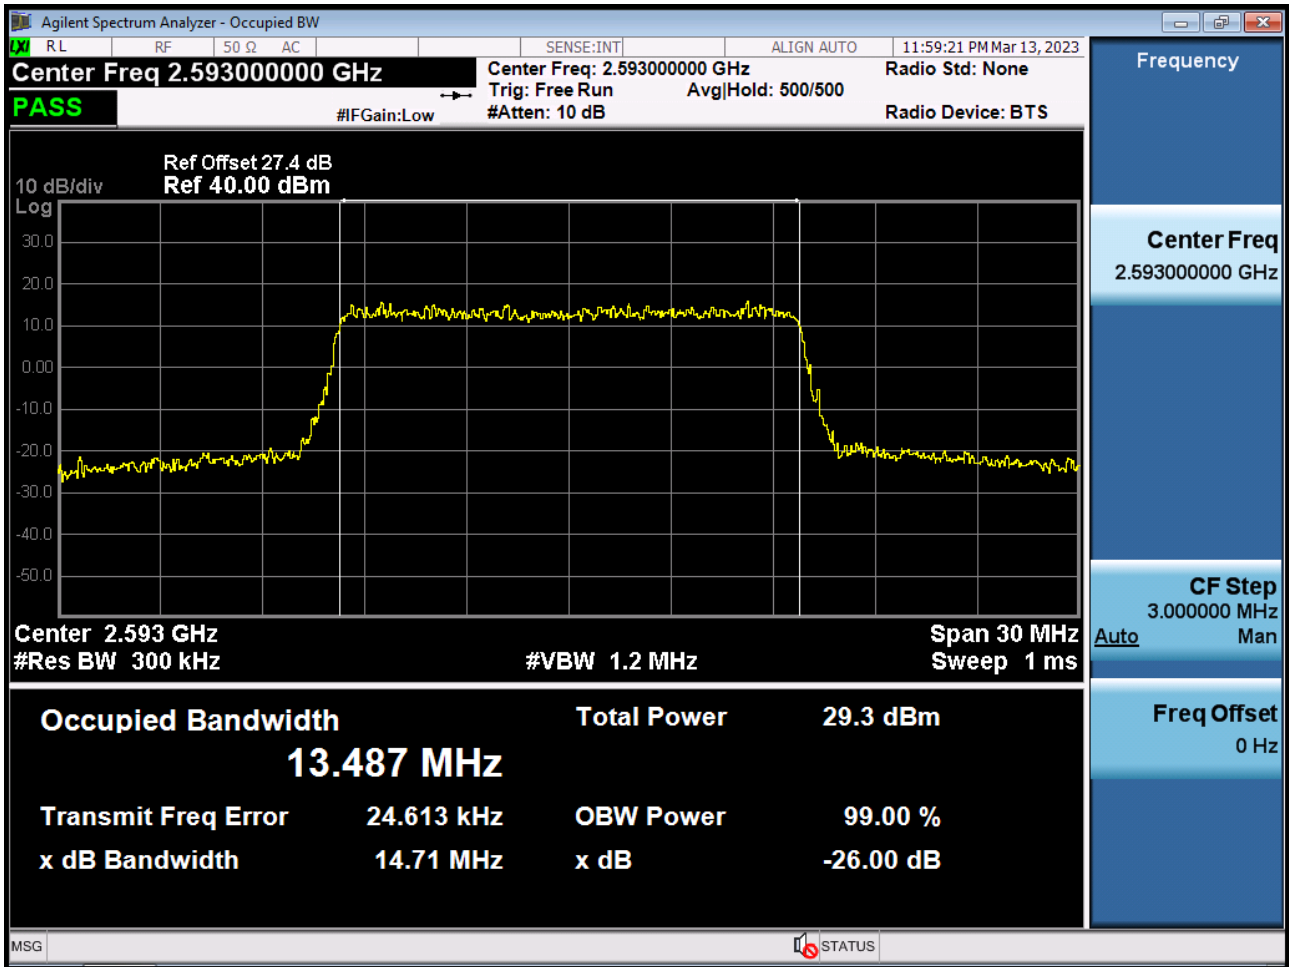 Agilent Spectrum Analyzer - Occupied BW
LXI RL RF 50 Ω AC SENSE:INT ALIGN AUTO 11:59:21 PM Mar 13, 2023
Center Freq 2.593000000 GHz
PASS
#IFGain:Low
Center Freq: 2.593000000 GHz
Trig: Free Run Avg|Hold: 500/500
#Atten: 10 dB
Radio Std: None
Radio Device: BTS
Ref Offset 27.4 dB
10 dB/div Ref 40.00 dBm
Log
30.0
20.0
10.0
0.00
-10.0
-20.0
-30.0
-40.0
-50.0
Center 2.593 GHz Span 30 MHz
#Res BW 300 kHz #VBW 1.2 MHz Sweep 1 ms
Occupied Bandwidth Total Power 29.3 dBm
13.487 MHz
Transmit Freq Error 24.613 kHz OBW Power 99.00 %
x dB Bandwidth 14.71 MHz x dB -26.00 dB
Frequency
Center Freq
2.593000000 GHz
CF Step
3.000000 MHz
Auto Man
Freq Offset
0 Hz
MSG STATUS